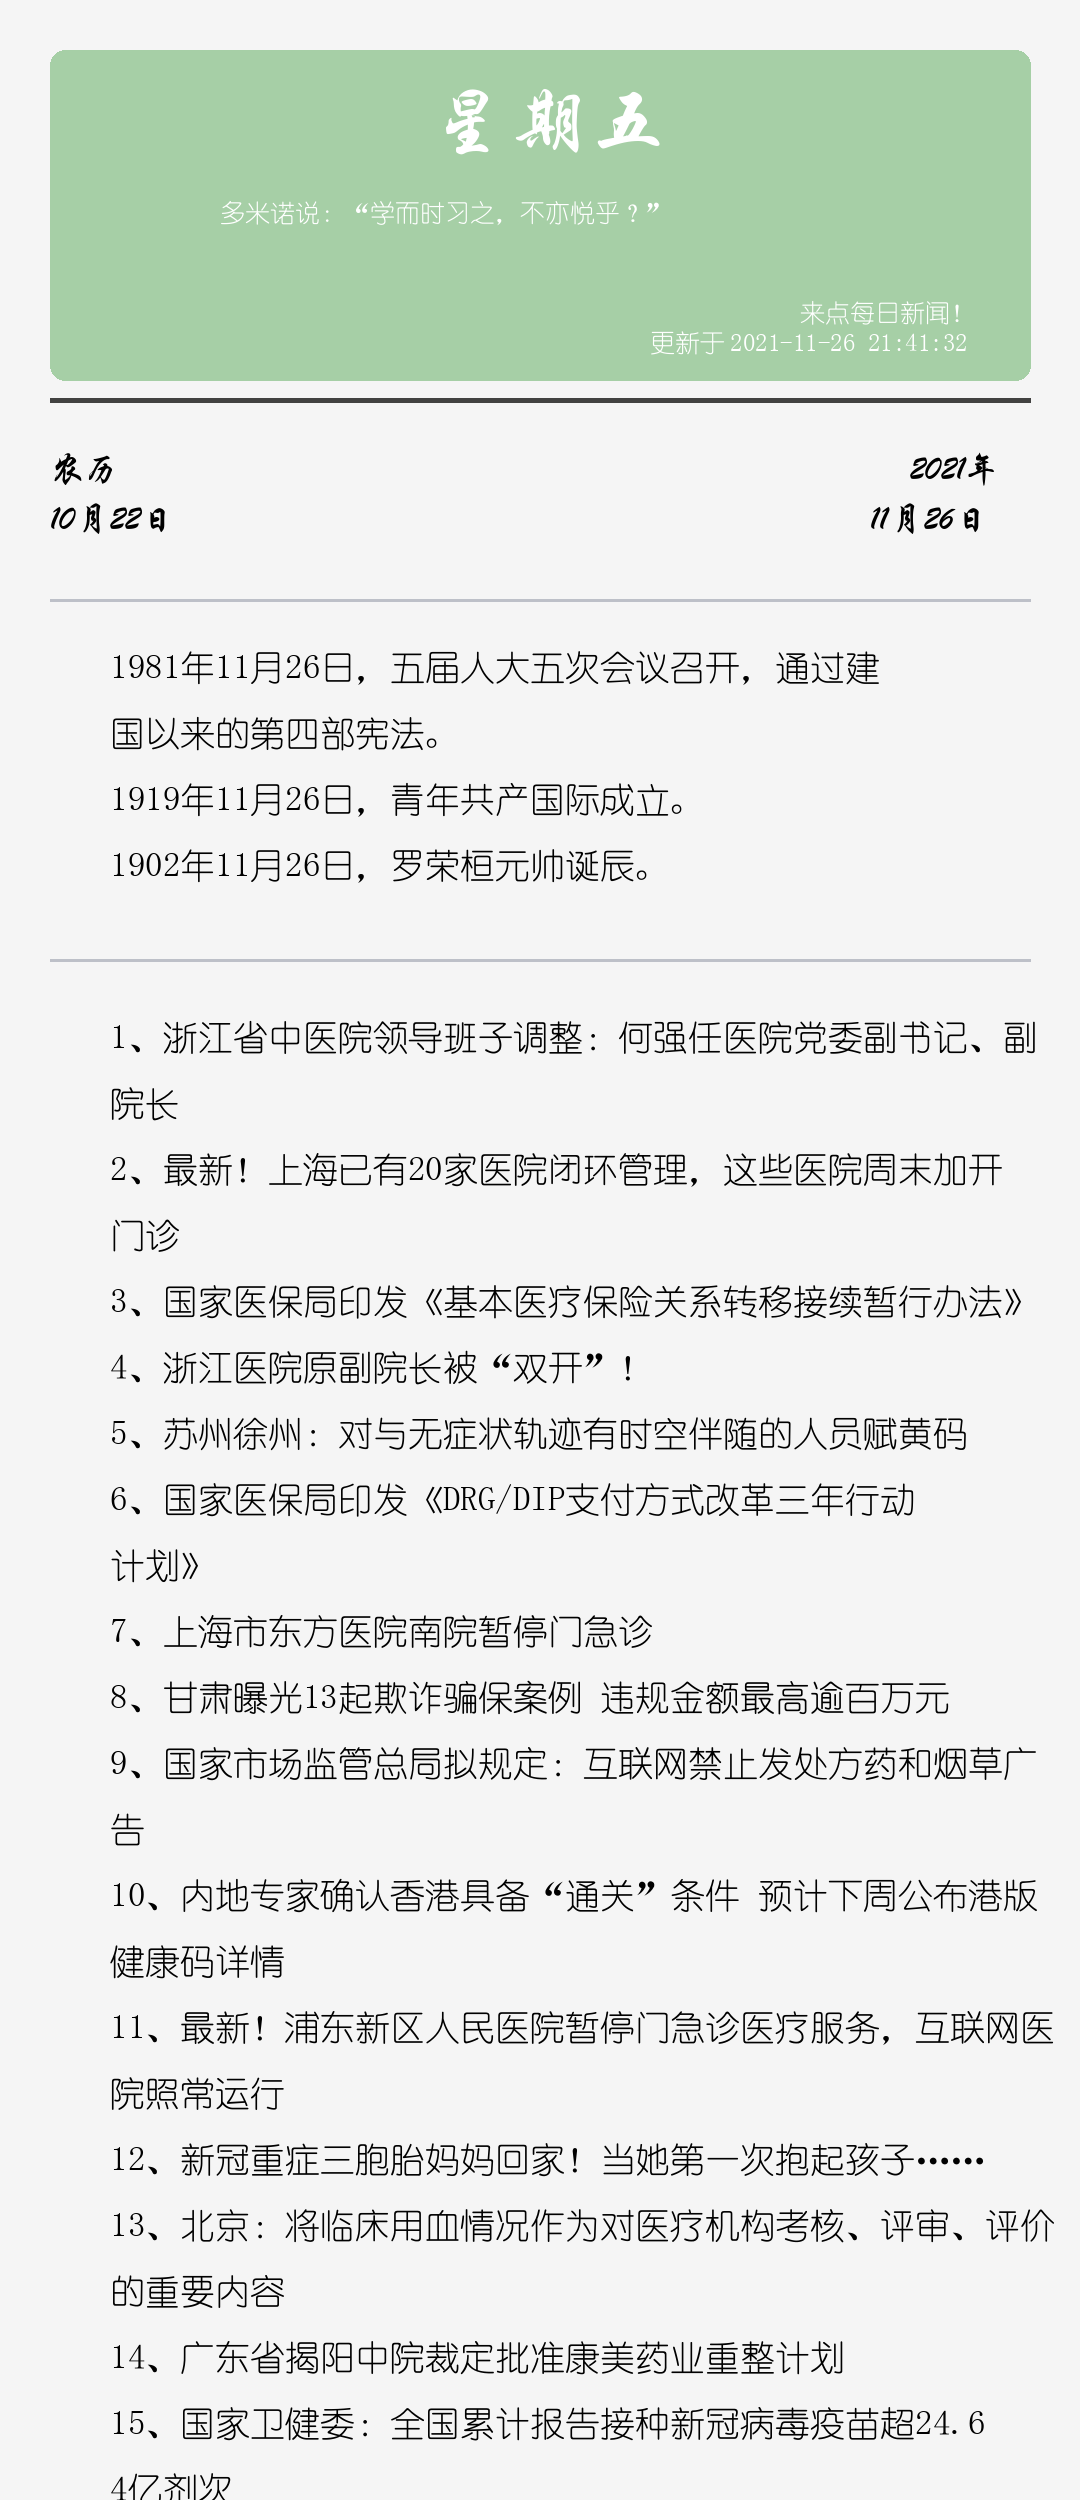 星期五
多米诺说：“学而时习之，不亦悦乎？”
来点每日新闻！
更新于 2021-11-26 21:41:32
农历
2021年
10月22日
11月26日
1981年11月26日，五届人大五次会议召开，通过建
国以来的第四部宪法。
1919年11月26日，青年共产国际成立。
1902年11月26日，罗荣桓元帅诞辰。
1、浙江省中医院领导班子调整：何强任医院党委副书记、副
院长
2、最新！上海已有20家医院闭环管理，这些医院周末加开
门诊
3、国家医保局印发《基本医疗保险关系转移接续暂行办法》
4、浙江医院原副院长被“双开”！
5、苏州徐州：对与无症状轨迹有时空伴随的人员赋黄码
6、国家医保局印发《DRG/DIP支付方式改革三年行动
计划》
7、上海市东方医院南院暂停门急诊
8、甘肃曝光13起欺诈骗保案例 违规金额最高逾百万元
9、国家市场监管总局拟规定：互联网禁止发处方药和烟草广
告
10、内地专家确认香港具备“通关”条件 预计下周公布港版
健康码详情
11、最新！浦东新区人民医院暂停门急诊医疗服务，互联网医
院照常运行
12、新冠重症三胞胎妈妈回家！当她第一次抱起孩子……
13、北京：将临床用血情况作为对医疗机构考核、评审、评价
的重要内容
14、广东省揭阳中院裁定批准康美药业重整计划
15、国家卫健委：全国累计报告接种新冠病毒疫苗超24.6
4亿剂次